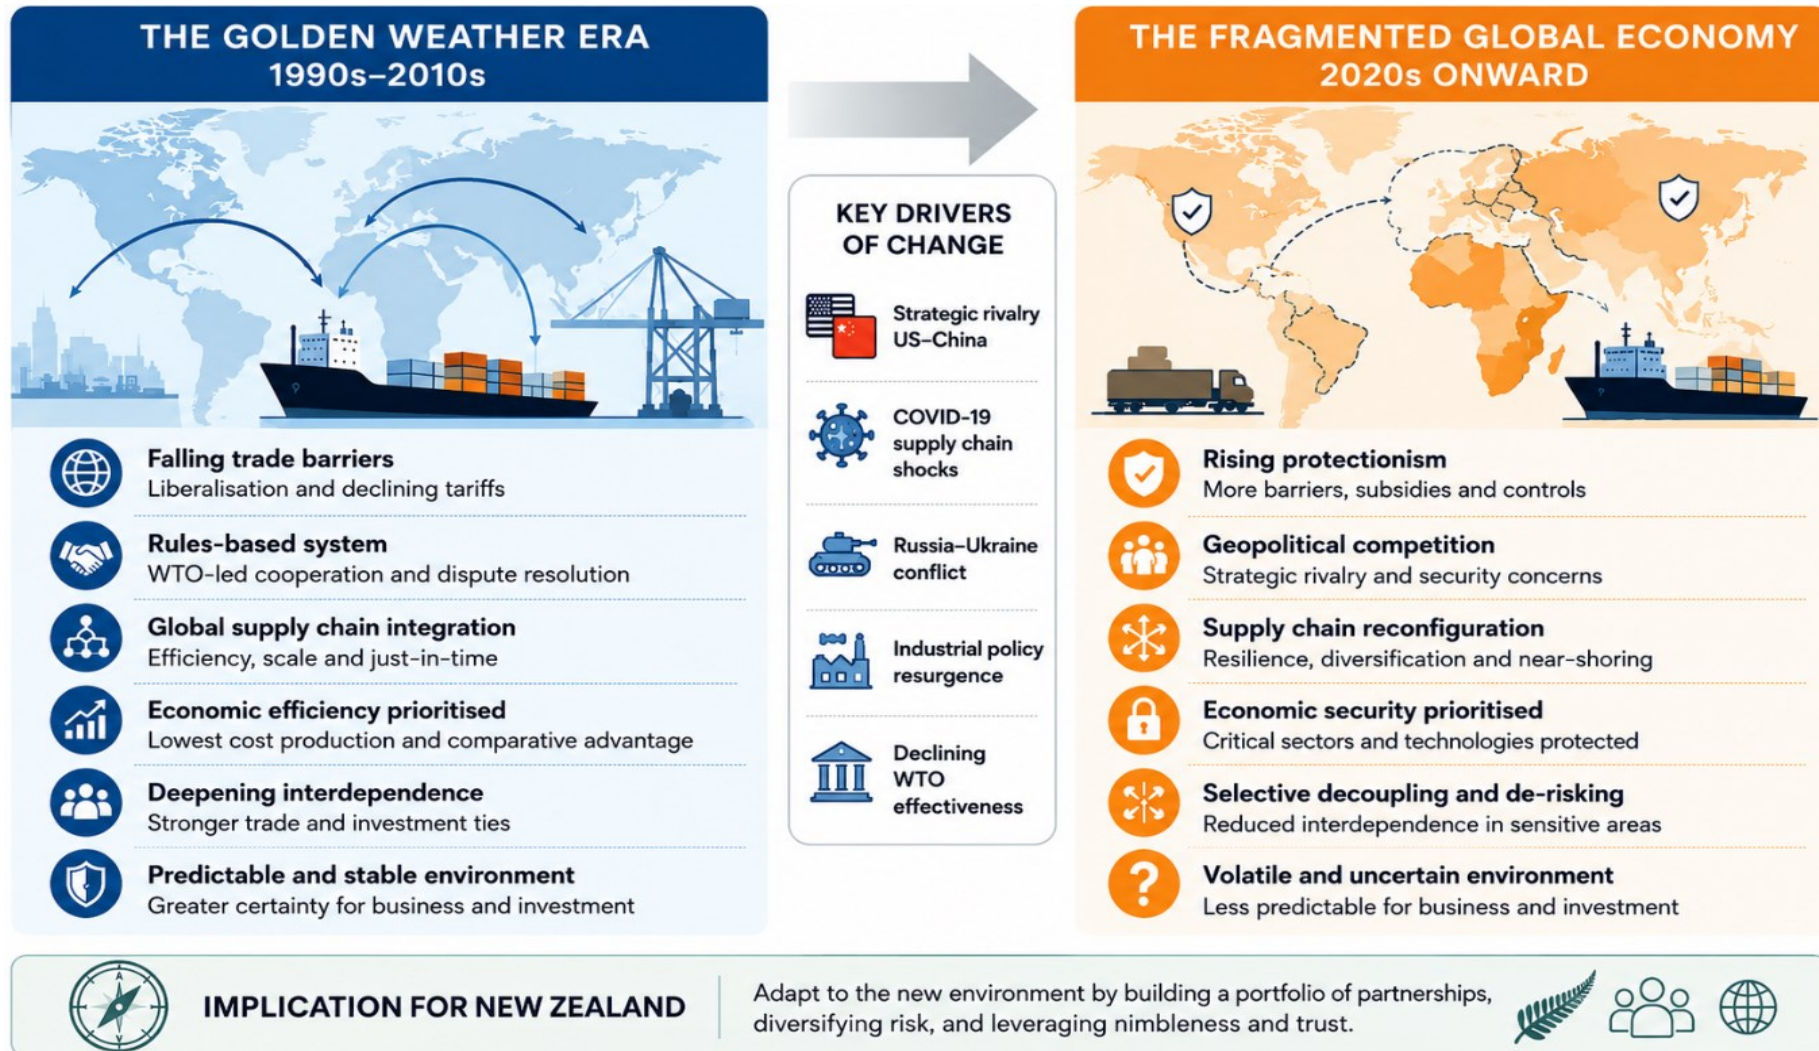 THE GOLDEN WEATHER ERA
1990s–2010s
Falling trade barriers
Liberalisation and declining tariffs
Rules-based system
WTO-led cooperation and dispute resolution
Global supply chain integration
Efficiency, scale and just-in-time
Economic efficiency prioritised
Lowest cost production and comparative advantage
Deepening interdependence
Stronger trade and investment ties
Predictable and stable environment
Greater certainty for business and investment
KEY DRIVERS
OF CHANGE
Strategic rivalry
US–China
COVID-19
supply chain
shocks
Russia–Ukraine
conflict
Industrial policy
resurgence
Declining
WTO
effectiveness
THE FRAGMENTED GLOBAL ECONOMY
2020s ONWARD
Rising protectionism
More barriers, subsidies and controls
Geopolitical competition
Strategic rivalry and security concerns
Supply chain reconfiguration
Resilience, diversification and near-shoring
Economic security prioritised
Critical sectors and technologies protected
Selective decoupling and de-risking
Reduced interdependence in sensitive areas
?
Volatile and uncertain environment
Less predictable for business and investment
IMPLICATION FOR NEW ZEALAND
Adapt to the new environment by building a portfolio of partnerships,
diversifying risk, and leveraging nimbleness and trust.